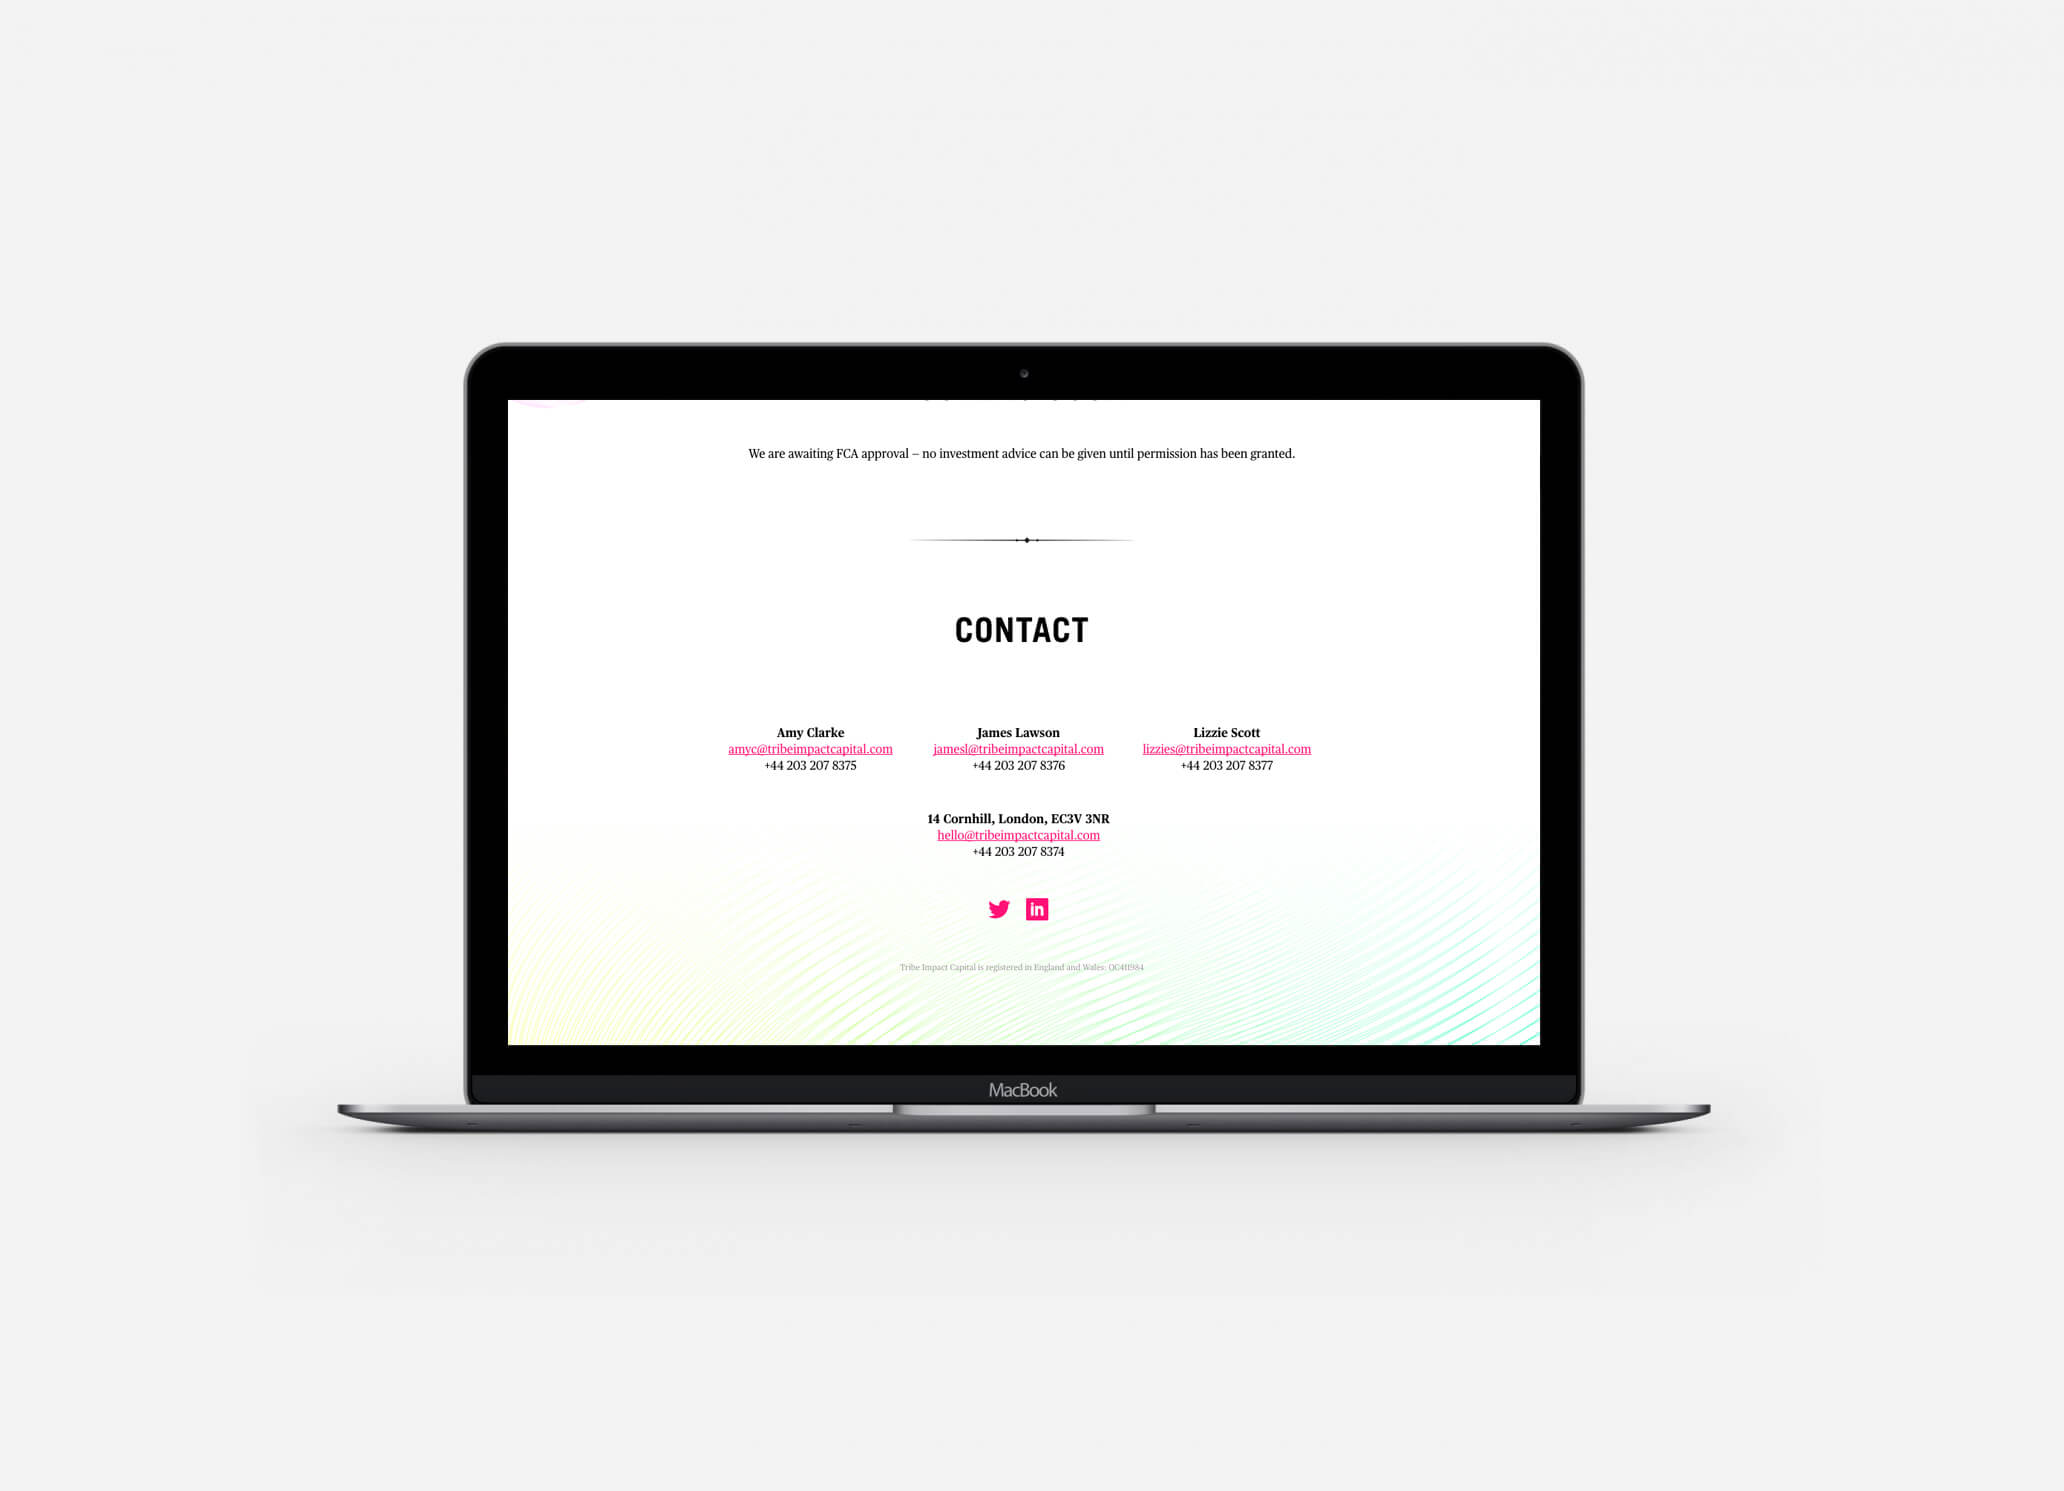 We are awaiting FCA approval – no investment advice can be given until permission has been granted.
CONTACT
Amy Clarke
amyc@tribeimpactcapital.com
+44 203 207 8375
James Lawson
jamesl@tribeimpactcapital.com
+44 203 207 8376
Lizzie Scott
lizzies@tribeimpactcapital.com
+44 203 207 8377
14 Cornhill, London, EC3V 3NR
hello@tribeimpactcapital.com
+44 203 207 8374
in
Tribe Impact Capital is registered in England and Wales: OC411984
MacBook